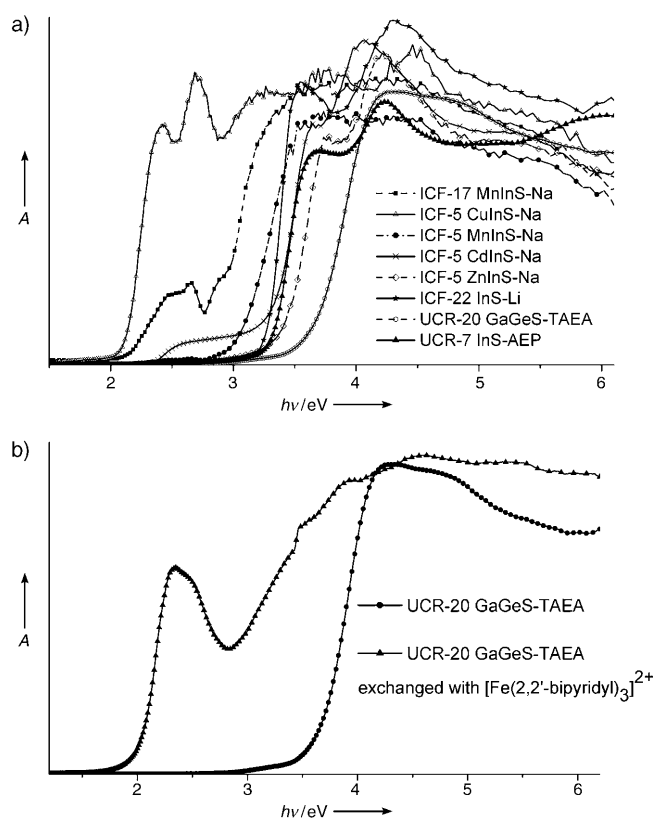 a)
A
ICF-17 MnInS-Na
ICF-5 CuInS-Na
ICF-5 MnInS-Na
ICF-5 CdInS-Na
ICF-5 ZnInS-Na
ICF-22 InS-Li
UCR-20 GaGeS-TAEA
UCR-7 InS-AEP
2 3 4 5 6
hν/eV
b)
A
UCR-20 GaGeS-TAEA
UCR-20 GaGeS-TAEA
exchanged with [Fe(2,2'-bipyridyl)3]2+
2 3 4 5 6
hν/eV